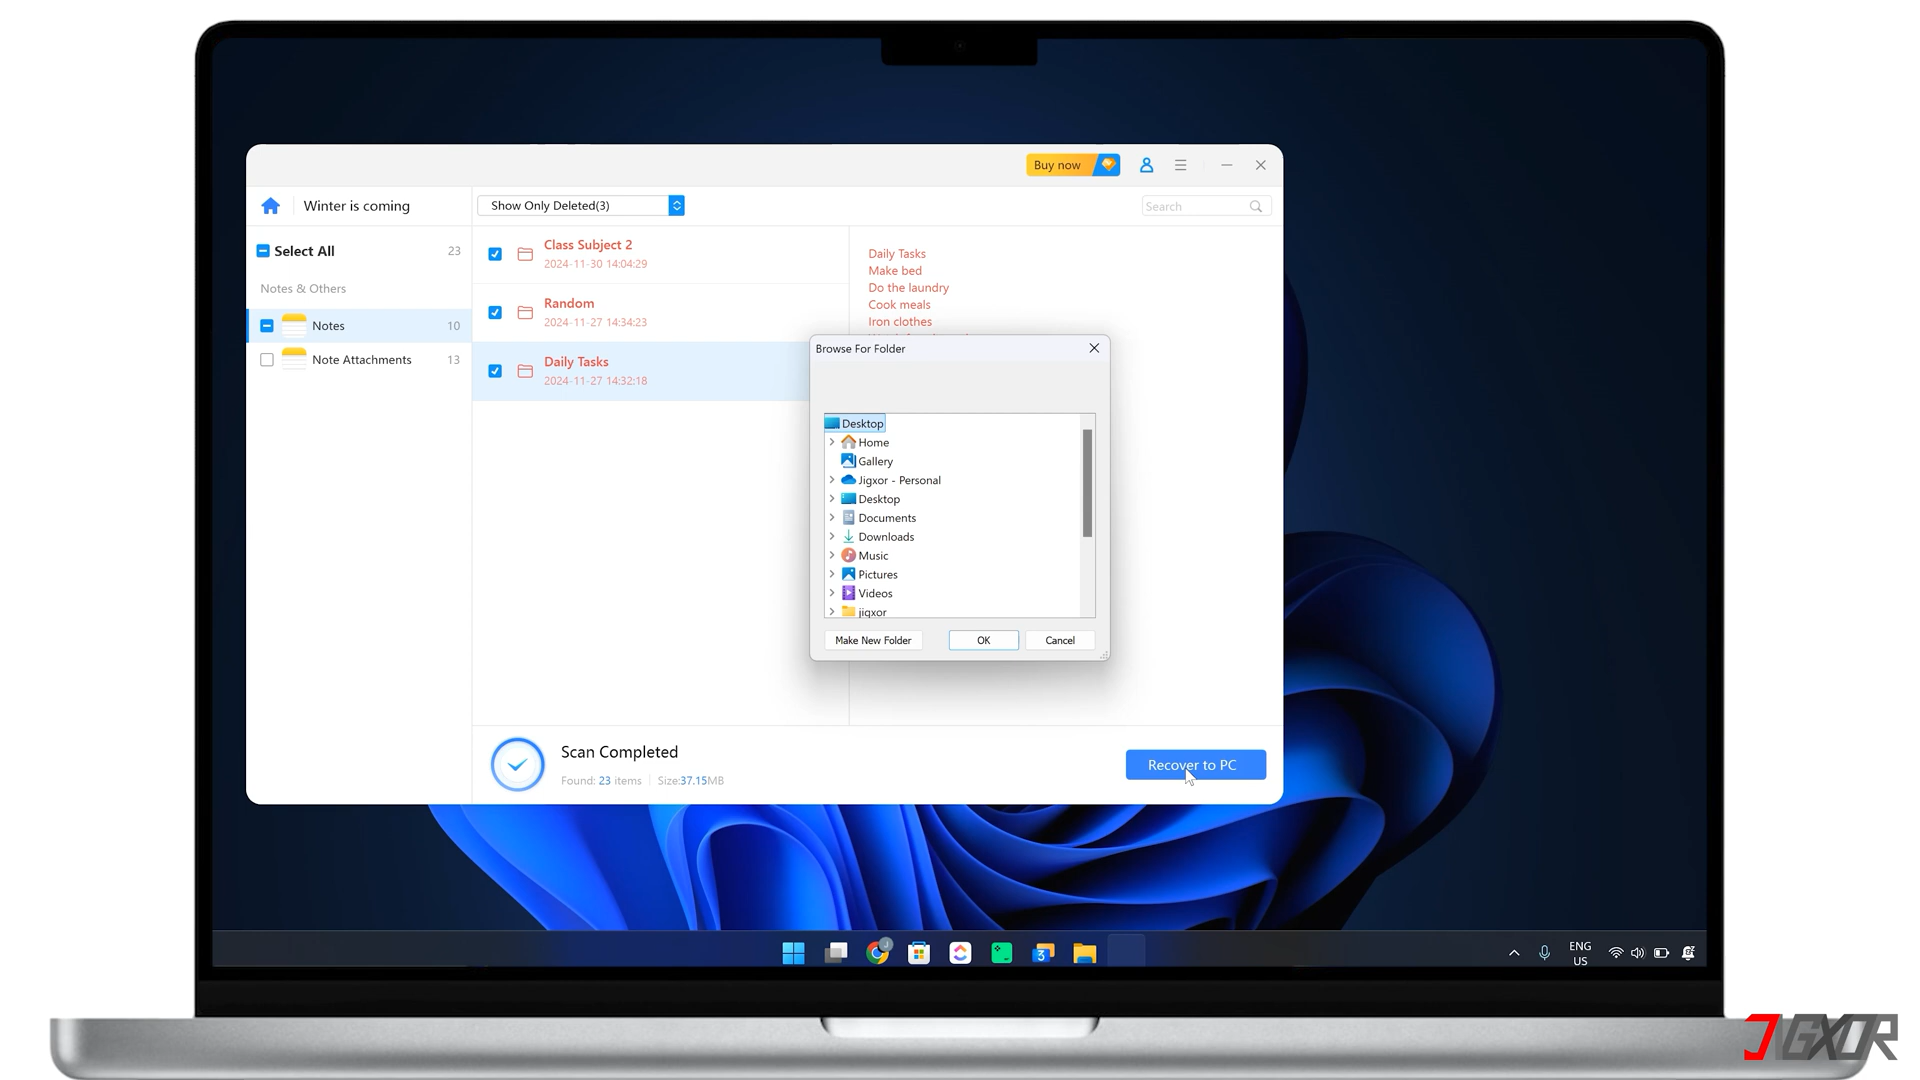 Buy now
Winter is coming
Show Only Deleted(3)
Search
Select All 23
Notes & Others
Notes 10
Note Attachments 13
Class Subject 2
2024-11-30 14:04:29
Random
2024-11-27 14:34:23
Daily Tasks
2024-11-27 14:32:18
Daily Tasks
Make bed
Do the laundry
Cook meals
Iron clothes
Browse For Folder
Desktop
Home
Gallery
Jigxor - Personal
Desktop
Documents
Downloads
Music
Pictures
Videos
jigxor
Make New Folder OK Cancel
Scan Completed
Found: 23 items Size:37.15MB
Recover to PC
J
3
ENG
US
JIGXOR